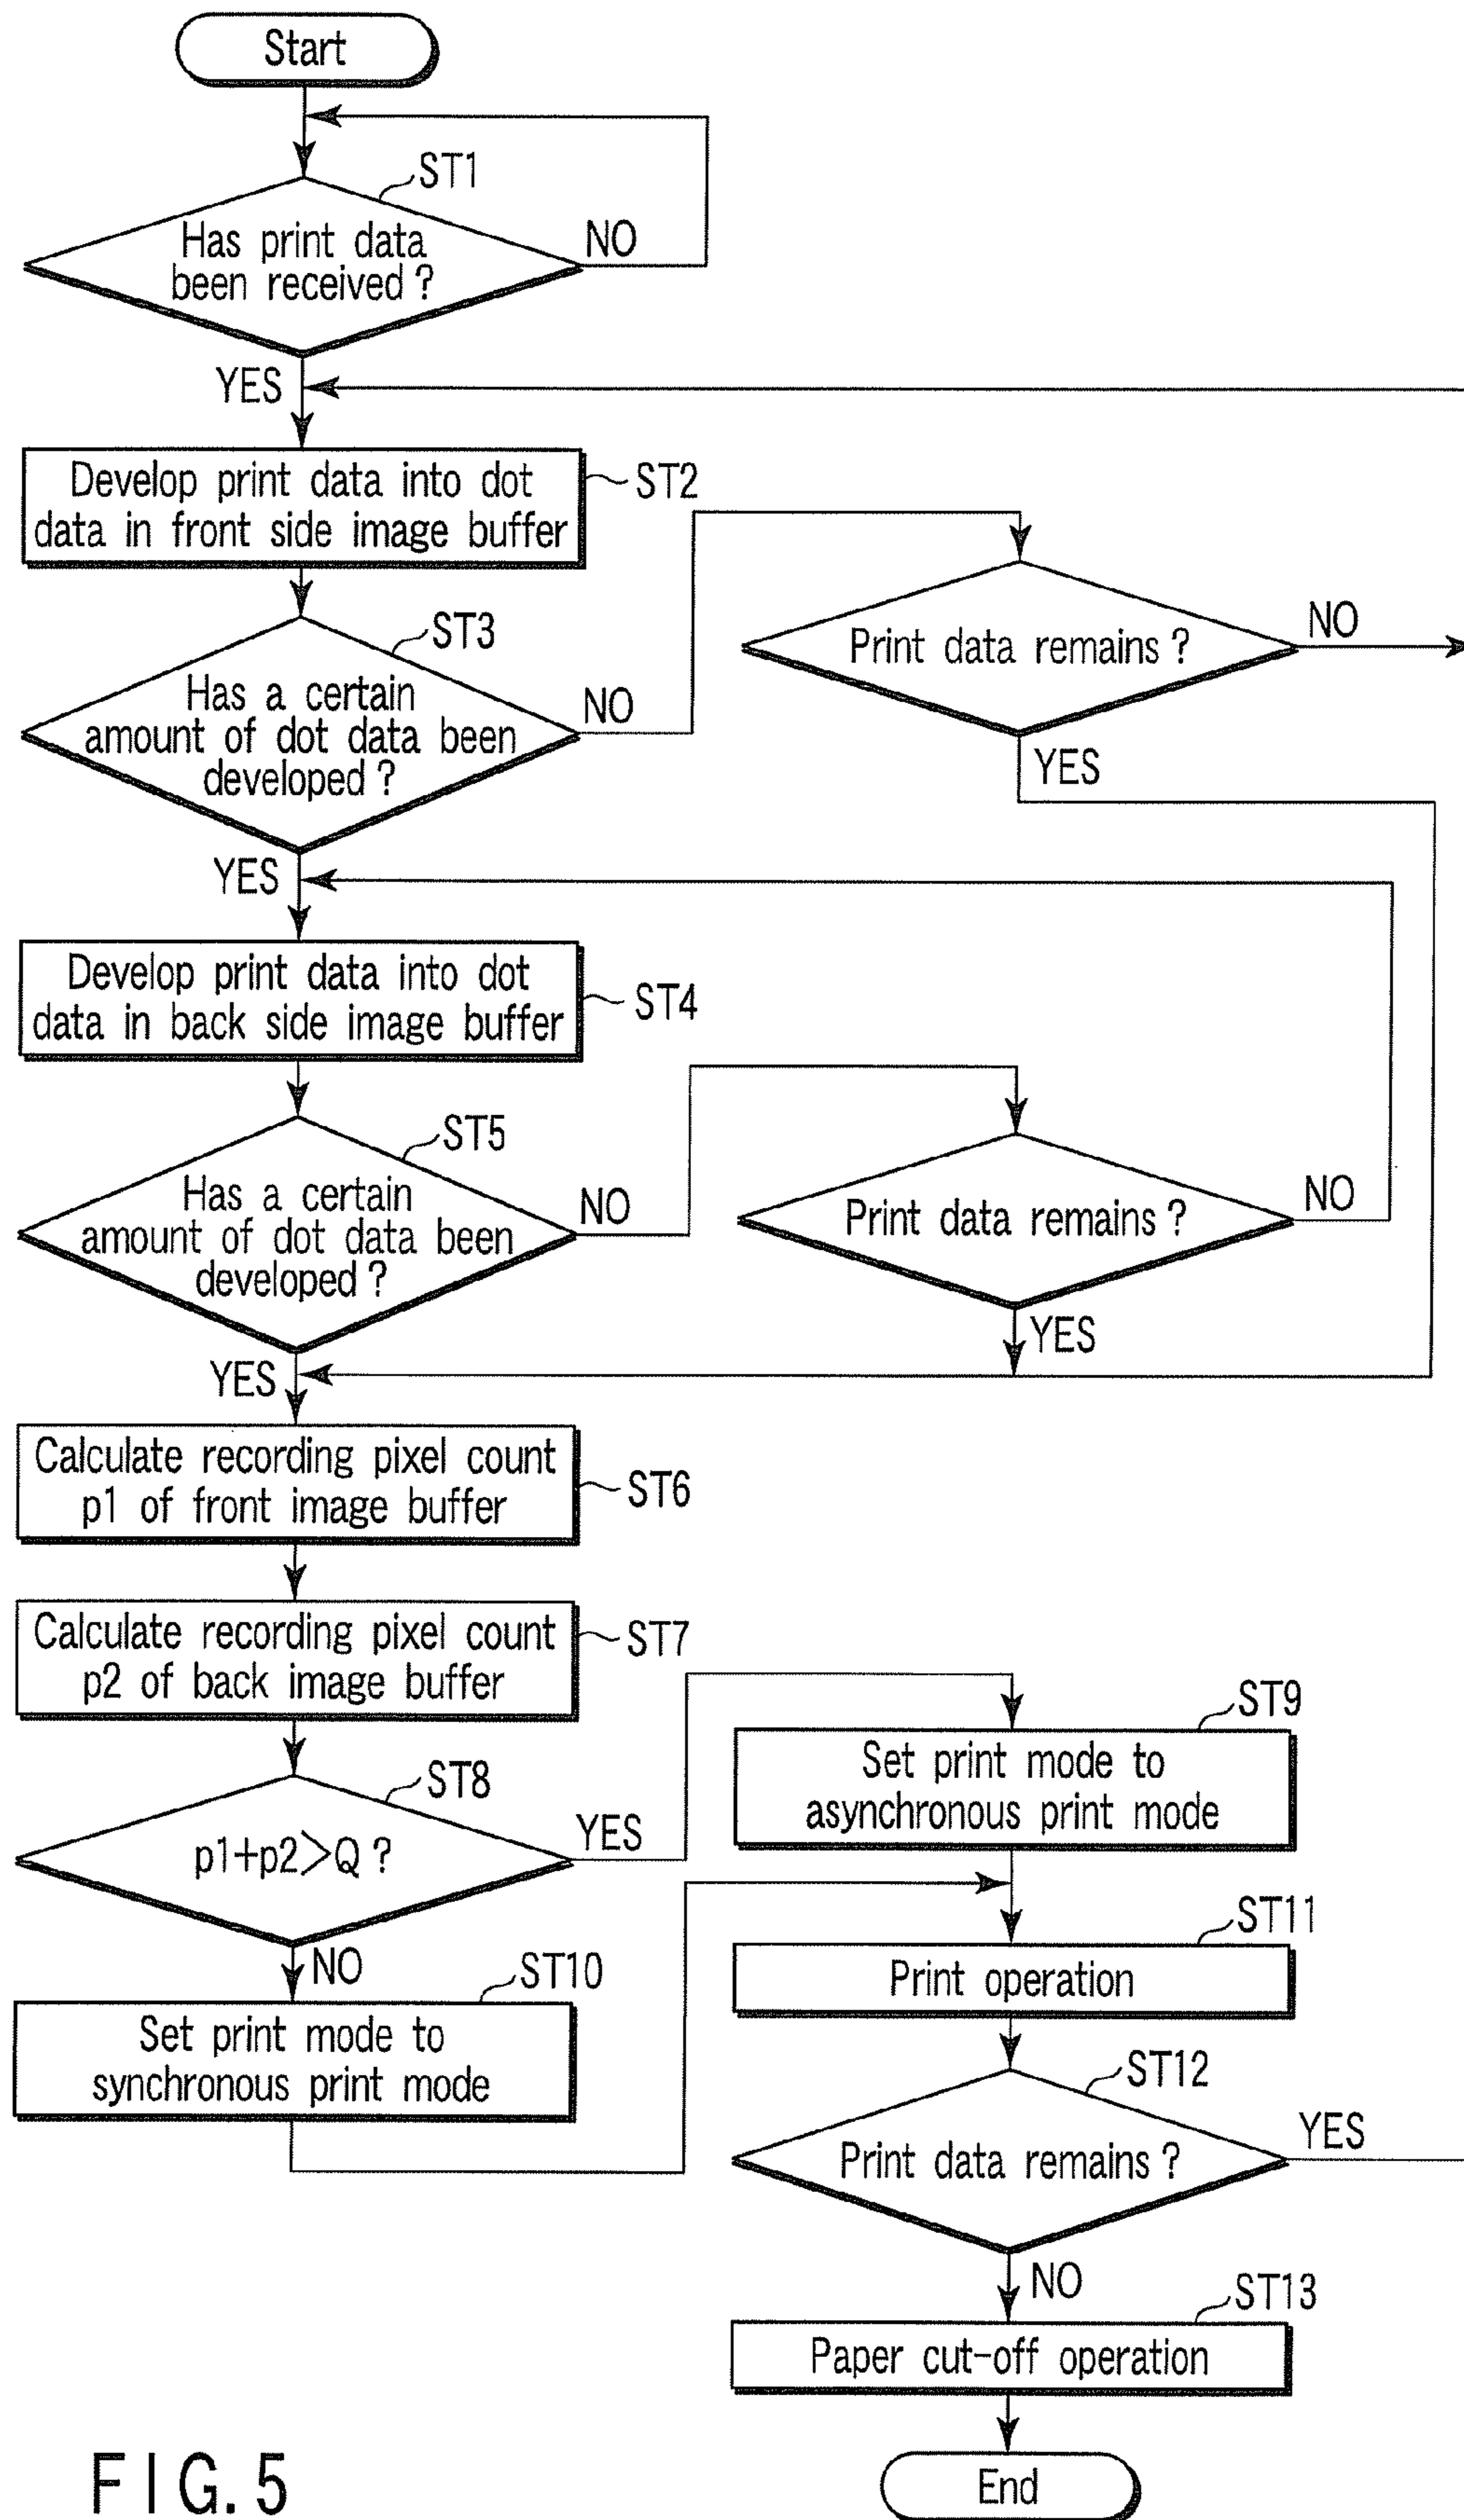 Start
ST1
Has print data
been received ?
NO
YES
Develop print data into dot
data in front side image buffer
ST2
ST3
Has a certain
amount of dot data been
developed ?
NO
Print data remains ?
NO
YES
YES
Develop print data into dot
data in back side image buffer
ST4
ST5
Has a certain
amount of dot data been
developed ?
NO
Print data remains ?
NO
YES
YES
Calculate recording pixel count
p1 of front image buffer
ST6
Calculate recording pixel count
p2 of back image buffer
ST7
ST8
p1+p2>Q ?
YES
NO
ST9
Set print mode to
asynchronous print mode
ST10
Set print mode to
synchronous print mode
ST11
Print operation
ST12
Print data remains ?
YES
NO
ST13
Paper cut-off operation
End
FIG. 5